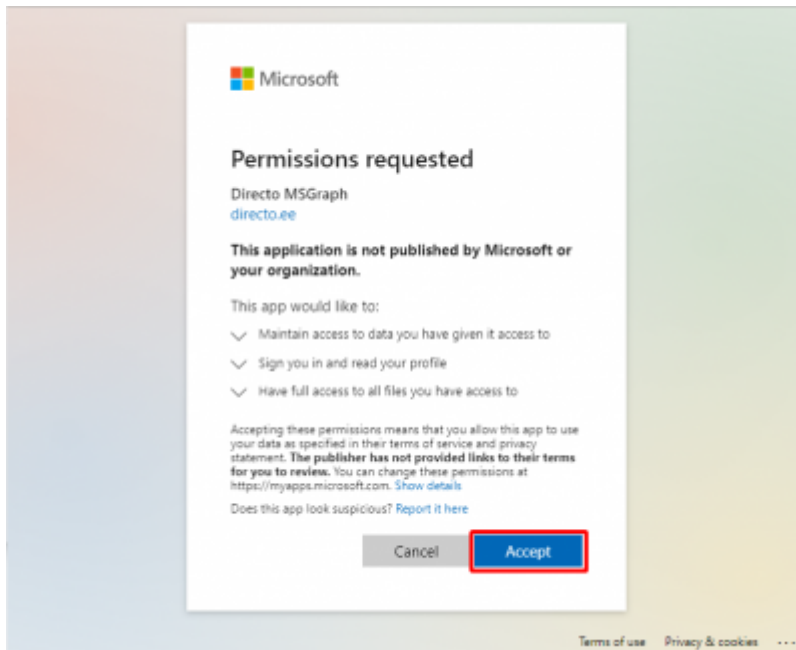 Microsoft
Permissions requested
Directo MSGraph
directo.ee
This application is not published by Microsoft or
your organization.
This app would like to:
Maintain access to data you have given it access to
Sign you in and read your profile
Have full access to all files you have access to
Accepting these permissions means that you allow this app to use
your data as specified in their terms of service and privacy
statement. The publisher has not provided links to their terms
for you to review. You can change these permissions at
https://myapps.microsoft.com. Show details
Does this app look suspicious? Report it here
Cancel Accept
Terms of use Privacy & cookies ...